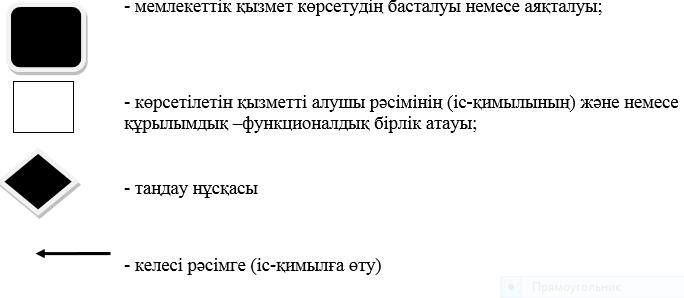 - мемлекеттік қызмет көрсетудің басталуы немесе аяқталуы;
- көрсетілетін қызметті алушы рәсімінің (іс-қимылының) және немесе
құрылымдық –функционалдық бірлік атауы;
- таңдау нұсқасы
- келесі рәсімге (іс-қимылға өту)
Прямоугольник